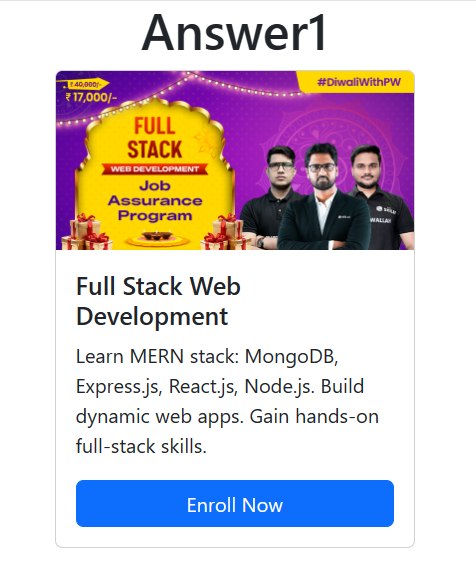 Answer1
₹ 40,000/-
₹ 17,000/-
#DiwaliWithPW
FULL
STACK
WEB DEVELOPMENT
Job
Assurance
Program
WALLAH
Full Stack Web
Development
Learn MERN stack: MongoDB,
Express.js, React.js, Node.js. Build
dynamic web apps. Gain hands-on
full-stack skills.
Enroll Now